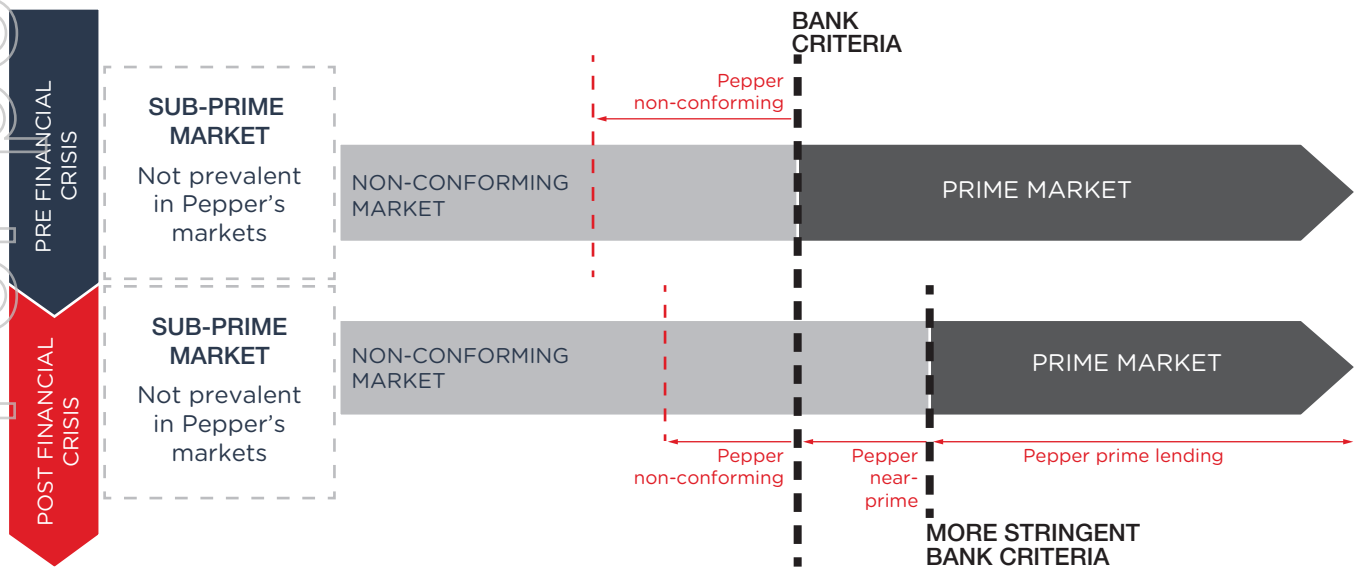 BANK
CRITERIA
PRE FINANCIAL
CRISIS
SUB-PRIME
MARKET
Not prevalent
in Pepper's
markets
Pepper
non-conforming
NON-CONFORMING
MARKET
PRIME MARKET
POST FINANCIAL
CRISIS
SUB-PRIME
MARKET
Not prevalent
in Pepper's
markets
NON-CONFORMING
MARKET
PRIME MARKET
Pepper
non-conforming
Pepper
near-
prime
Pepper prime lending
MORE STRINGENT
BANK CRITERIA